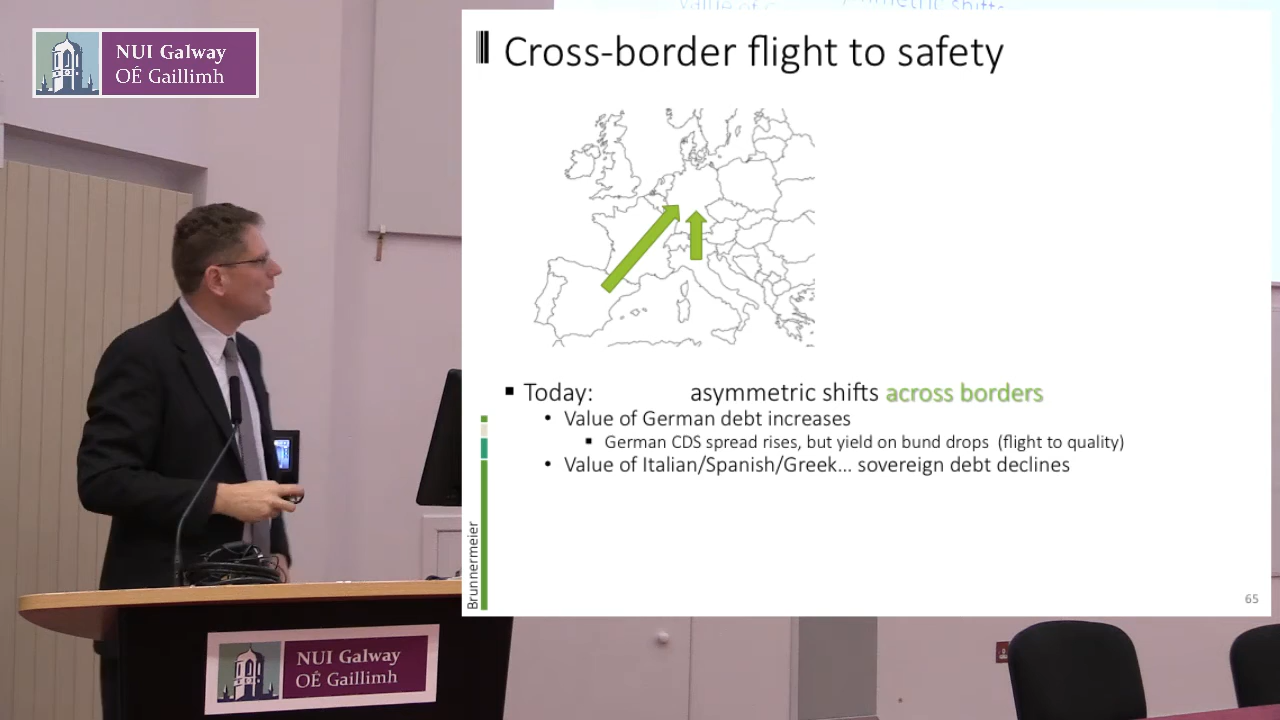 NUI Galway
OÉ Gaillimh
Cross-border flight to safety
▪ Today: asymmetric shifts across borders
• Value of German debt increases
▪ German CDS spread rises, but yield on bund drops (flight to quality)
• Value of Italian/Spanish/Greek... sovereign debt declines
Brunnermeier
65
NUI Galway
OÉ Gaillimh